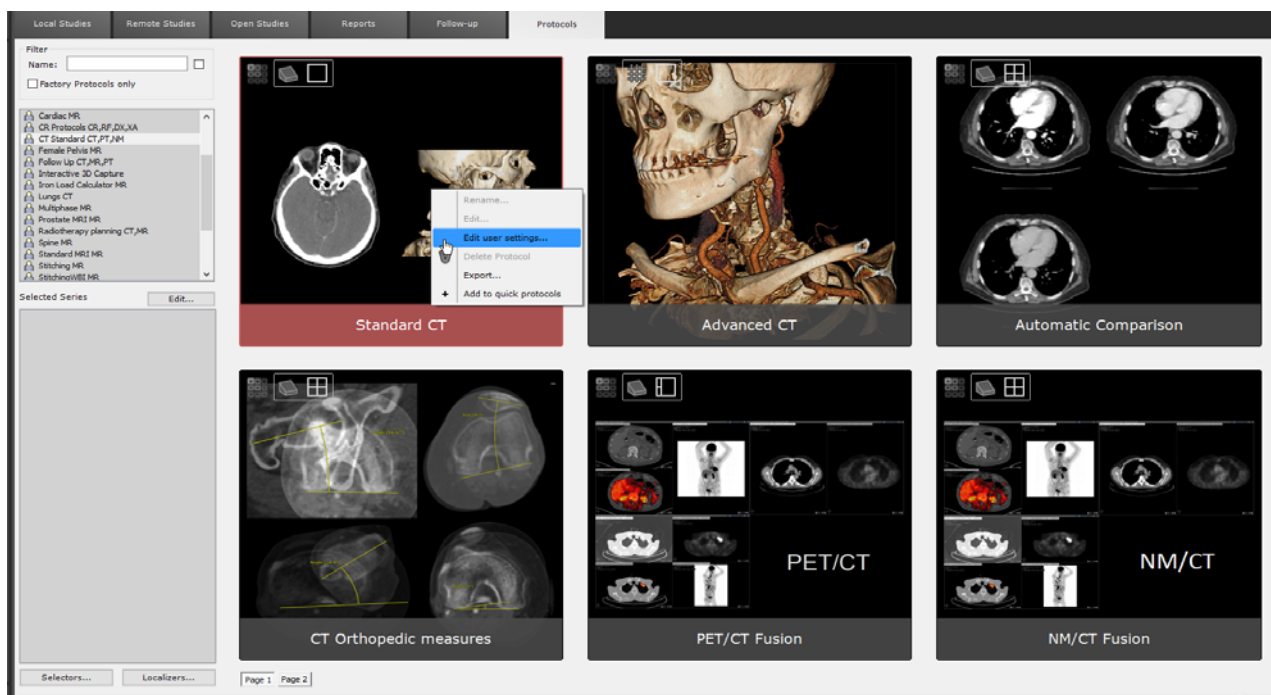 Local Studies
Remote Studies
Open Studies
Reports
Follow-up
Protocols
Filter
Name:
Factory Protocols only
Cardiac MR
CR Protocols CR,RF,DX,XA
CT Standard CT,PT,NM
Female Pelvis MR
Follow Up CT,MR,PT
Interactive 3D Capture
Iron Load Calculator MR
Lungs CT
Multiphase MR
Prostate MRI MR
Radiotherapy planning CT,MR
Spine MR
Standard MRI MR
Stitching MR
StitchingWBI MR
Selected Series
Edit...
Selectors...
Localizers...
Rename...
Edit...
Edit user settings...
Delete Protocol
Export...
+ Add to quick protocols
Standard CT
Advanced CT
Automatic Comparison
CT Orthopedic measures
PET/CT
PET/CT Fusion
NM/CT
NM/CT Fusion
Page 1
Page 2